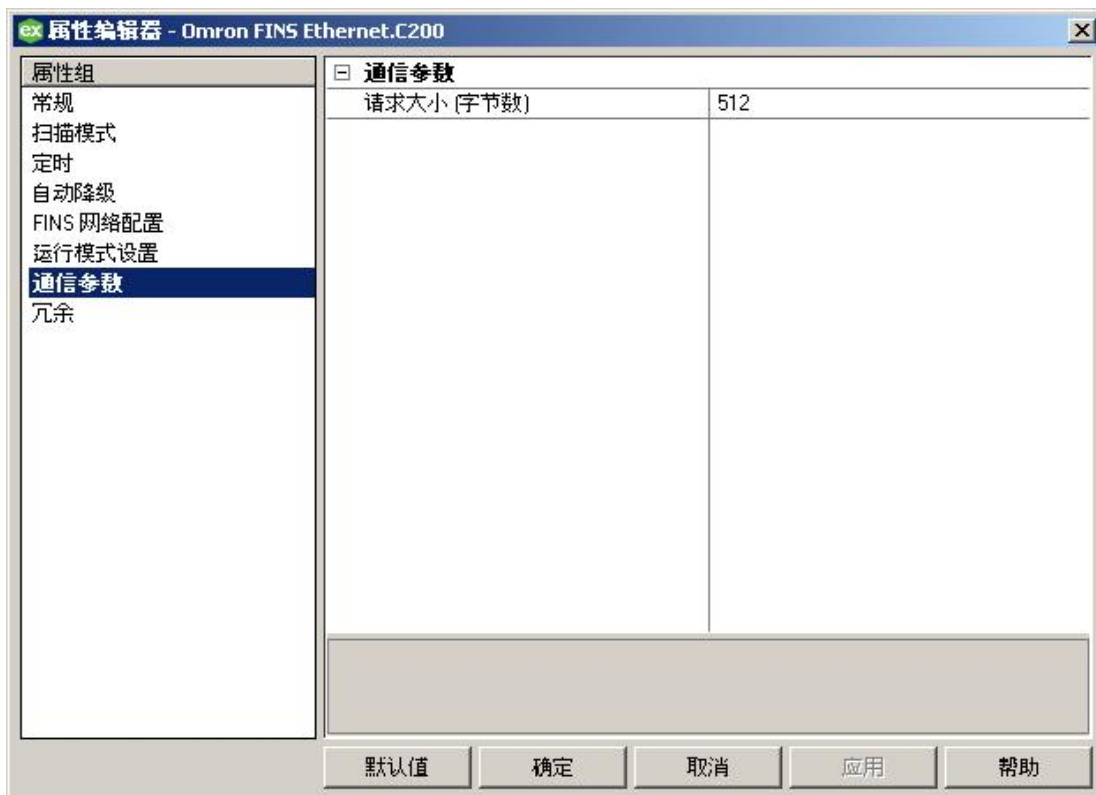 ex 属性编辑器 - Omron FINS Ethernet.C200
属性组
常规
扫描模式
定时
自动降级
FINS 网络配置
运行模式设置
通信参数
冗余
通信参数
请求大小 (字节数) 512
默认值 确定 取消 应用 帮助